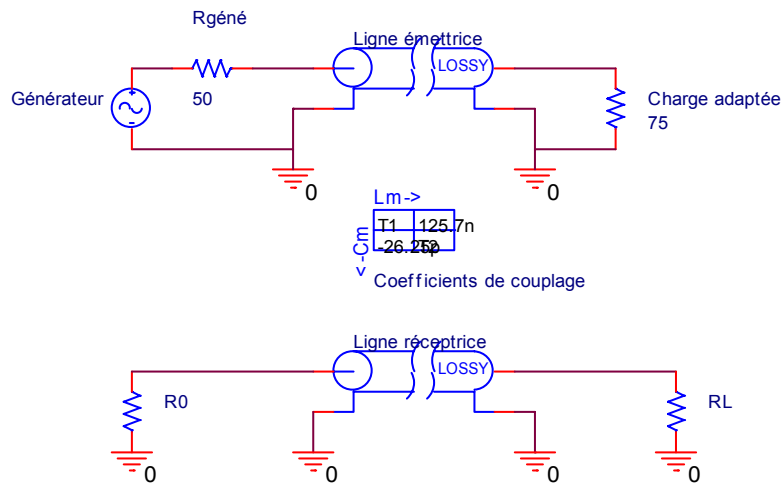 Rgéné
Ligne émettrice
LOSSY
Générateur
50
Charge adaptée
75
0
0
Lm->
T1 125.7n
<-Cm
Coefficients de couplage
Ligne réceptrice
LOSSY
R0
RL
0
0
0
0